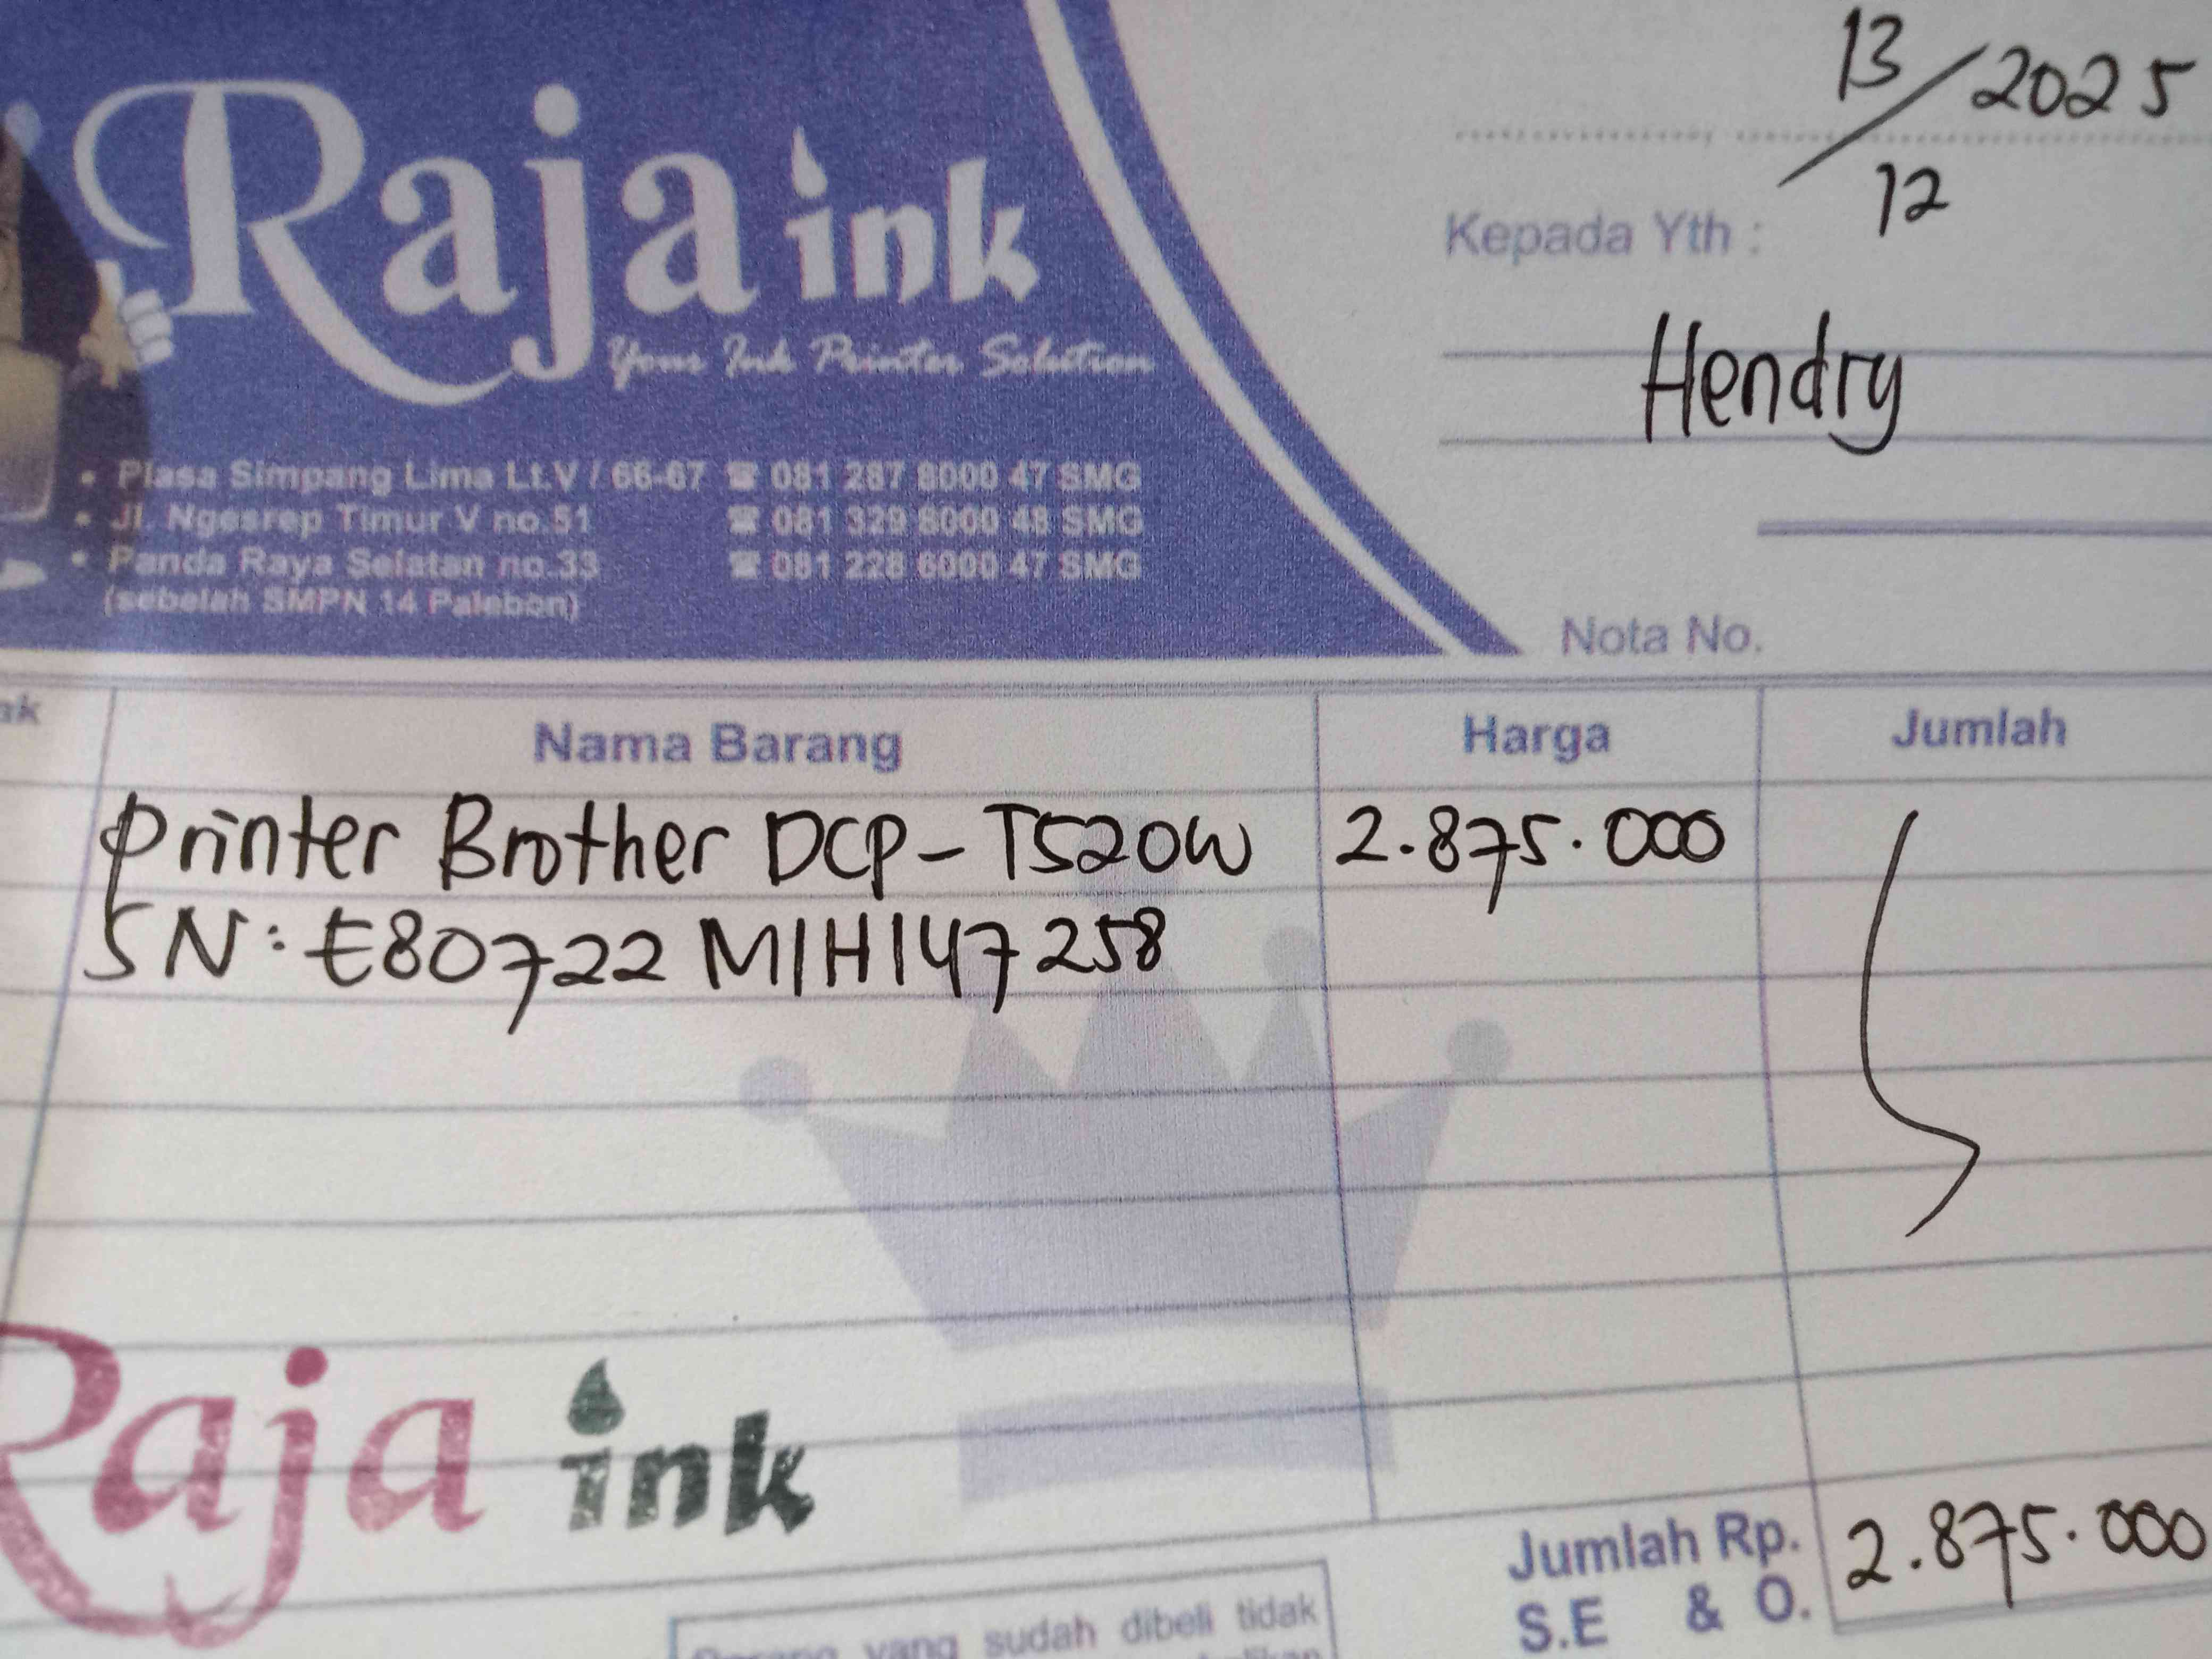 Raja ink
Your Ink Printer Solution
• Plasa Simpang Lima Lt.V / 66-67 ☎ 081 287 8000 47 SMG
• Jl. Ngesrep Timur V no.51 ☎ 081 329 8000 48 SMG
• Panda Raya Selatan no.33 ☎ 081 228 6000 47 SMG
(sebelah SMPN 14 Palebon)
13/12/2025
Kepada Yth :
Hendry
Nota No.
Nama Barang Harga Jumlah
Printer Brother DCP-T520W 2.875.000
SN: E80722M1H147258
Raja ink
Jumlah Rp. 2.875.000
S.E & O.
yang sudah dibeli tidak